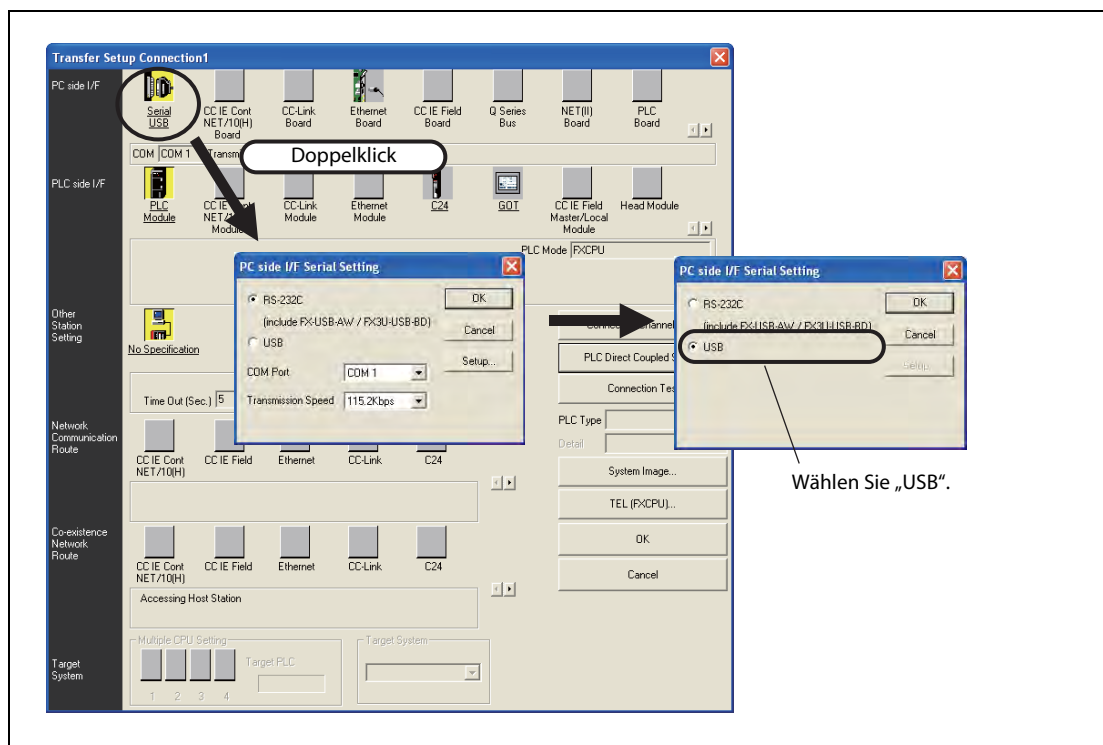 Transfer Setup Connection1
PC side I/F
Serial
USB
CC IE Cont
NET/10(H)
Board
CC-Link
Board
Ethernet
Board
CC IE Field
Board
Q Series
Bus
NET(II)
Board
PLC
Board
COM COM 1
Doppelklick
PLC side I/F
PLC
Module
CC-Link
Module
Ethernet
Module
C24
GOT
CC IE Field
Master/Local
Module
Head Module
PLC Mode FXCPU
PC side I/F Serial Setting
RS-232C
(include FX-USB-AW / FX3U-USB-BD)
USB
COM Port COM 1
Transmission Speed 115.2Kbps
OK
Cancel
Setup...
PC side I/F Serial Setting
RS-232C
(include FX-USB-AW / FX3U-USB-BD)
USB
OK
Cancel
Setup...
Wählen Sie „USB“.
Other
Station
Setting
No Specification
Time Out (Sec.) 5
PLC Direct Coupled
Connection
PLC Type
Detail
System Image...
TEL (FXCPU)...
OK
Cancel
Network
Communication
Route
CC IE Cont
NET/10(H)
CC IE Field
Ethernet
CC-Link
C24
Co-existence
Network
Route
CC IE Cont
NET/10(H)
CC IE Field
Ethernet
CC-Link
C24
Accessing Host Station
Target
System
Multiple CPU Setting
1 2 3 4
Target PLC
Target System